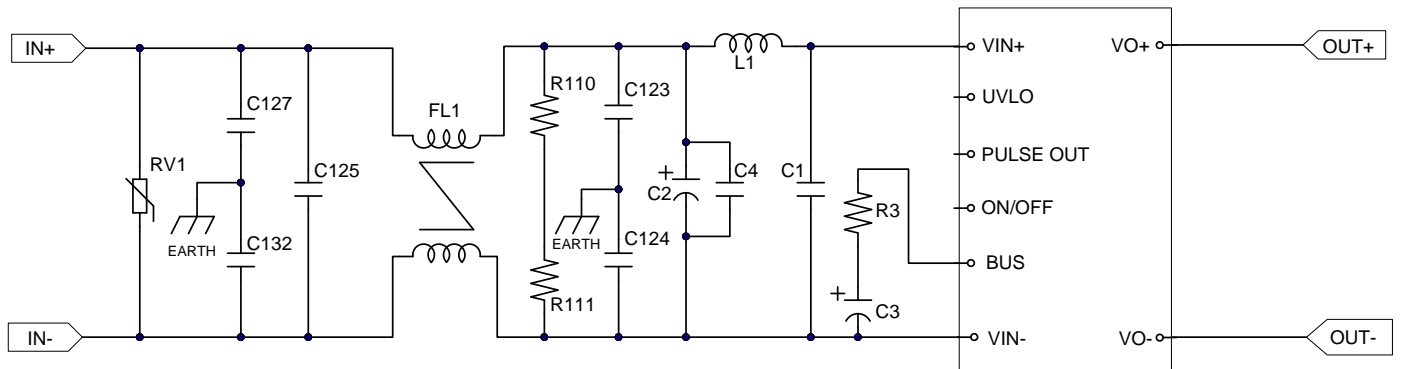 IN+
VIN+
VO+
OUT+
R110
C123
L1
C127
FL1
UVLO
RV1
C125
C4
C1
PULSE OUT
+
C2
R3
ON/OFF
EARTH
C132
EARTH
C124
BUS
R111
+
C3
IN-
VIN-
VO-
OUT-